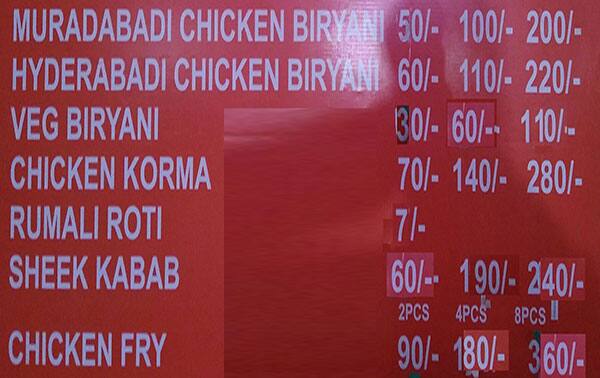 MURADABADI CHICKEN BIRYANI 50/- 100/- 200/-
HYDERABADI CHICKEN BIRYANI 60/- 110/- 220/-
VEG BIRYANI 30/- 60/- 110/-
CHICKEN KORMA 70/- 140/- 280/-
RUMALI ROTI 7/-
SHEEK KABAB 60/- 190/- 240/-
2PCS 4PCS 8PCS
CHICKEN FRY 90/- 180/- 360/-